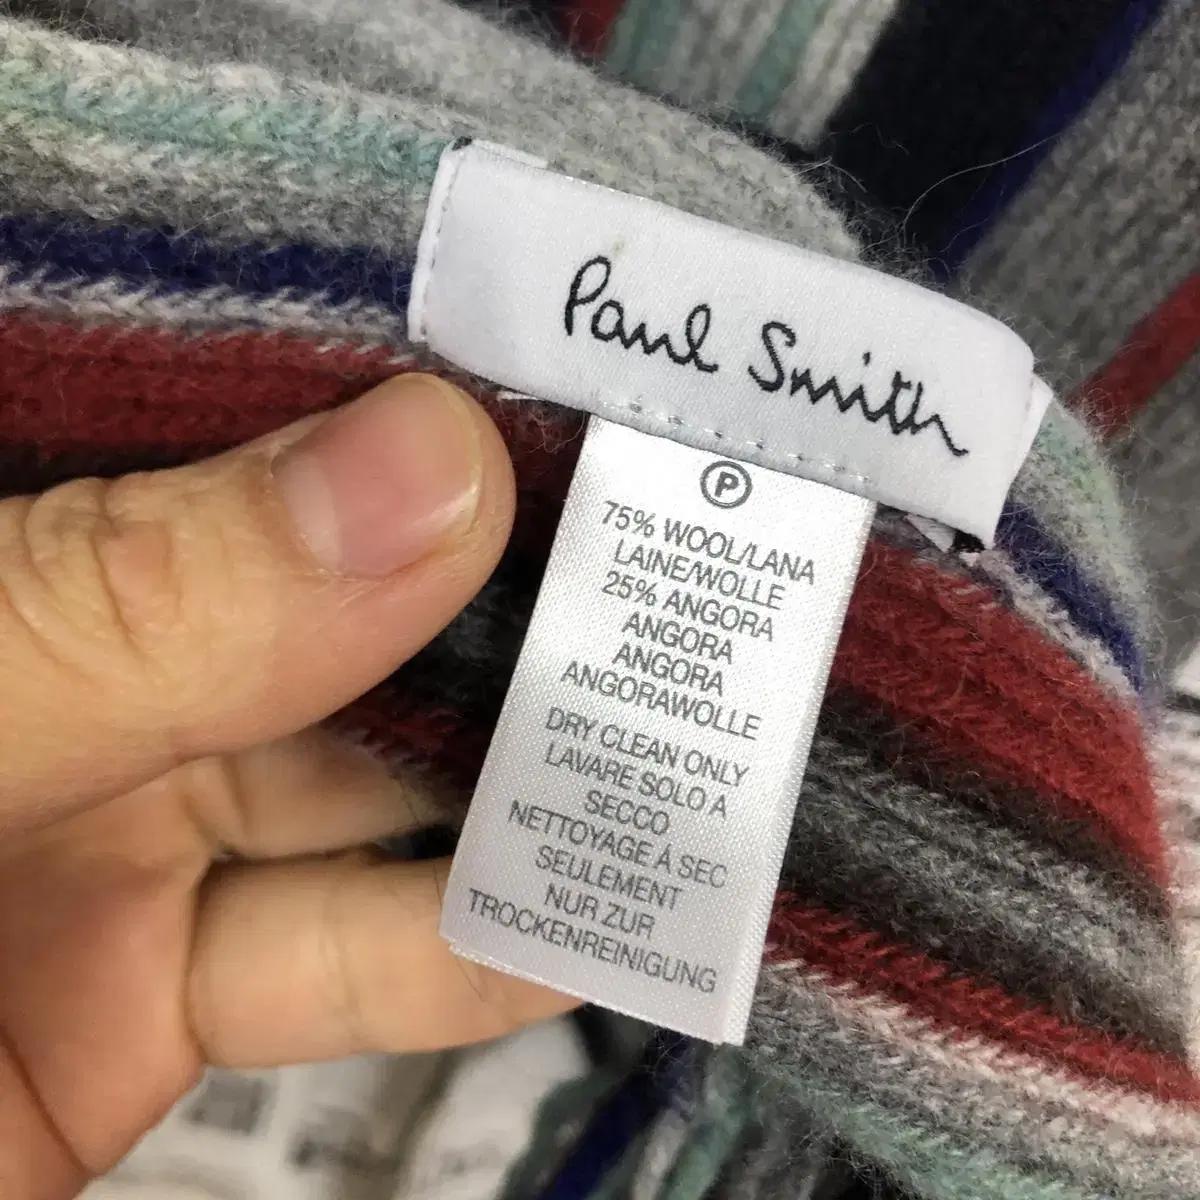 Paul Smith
P
75% WOOL/LANA
LAINE/WOLLE
25% ANGORA
ANGORA
ANGORA
ANGORAWOLLE
DRY CLEAN ONLY
LAVARE SOLO A
SECCO
NETTOYAGE À SEC
SEULEMENT
NUR ZUR
TROCKENREINIGUNG